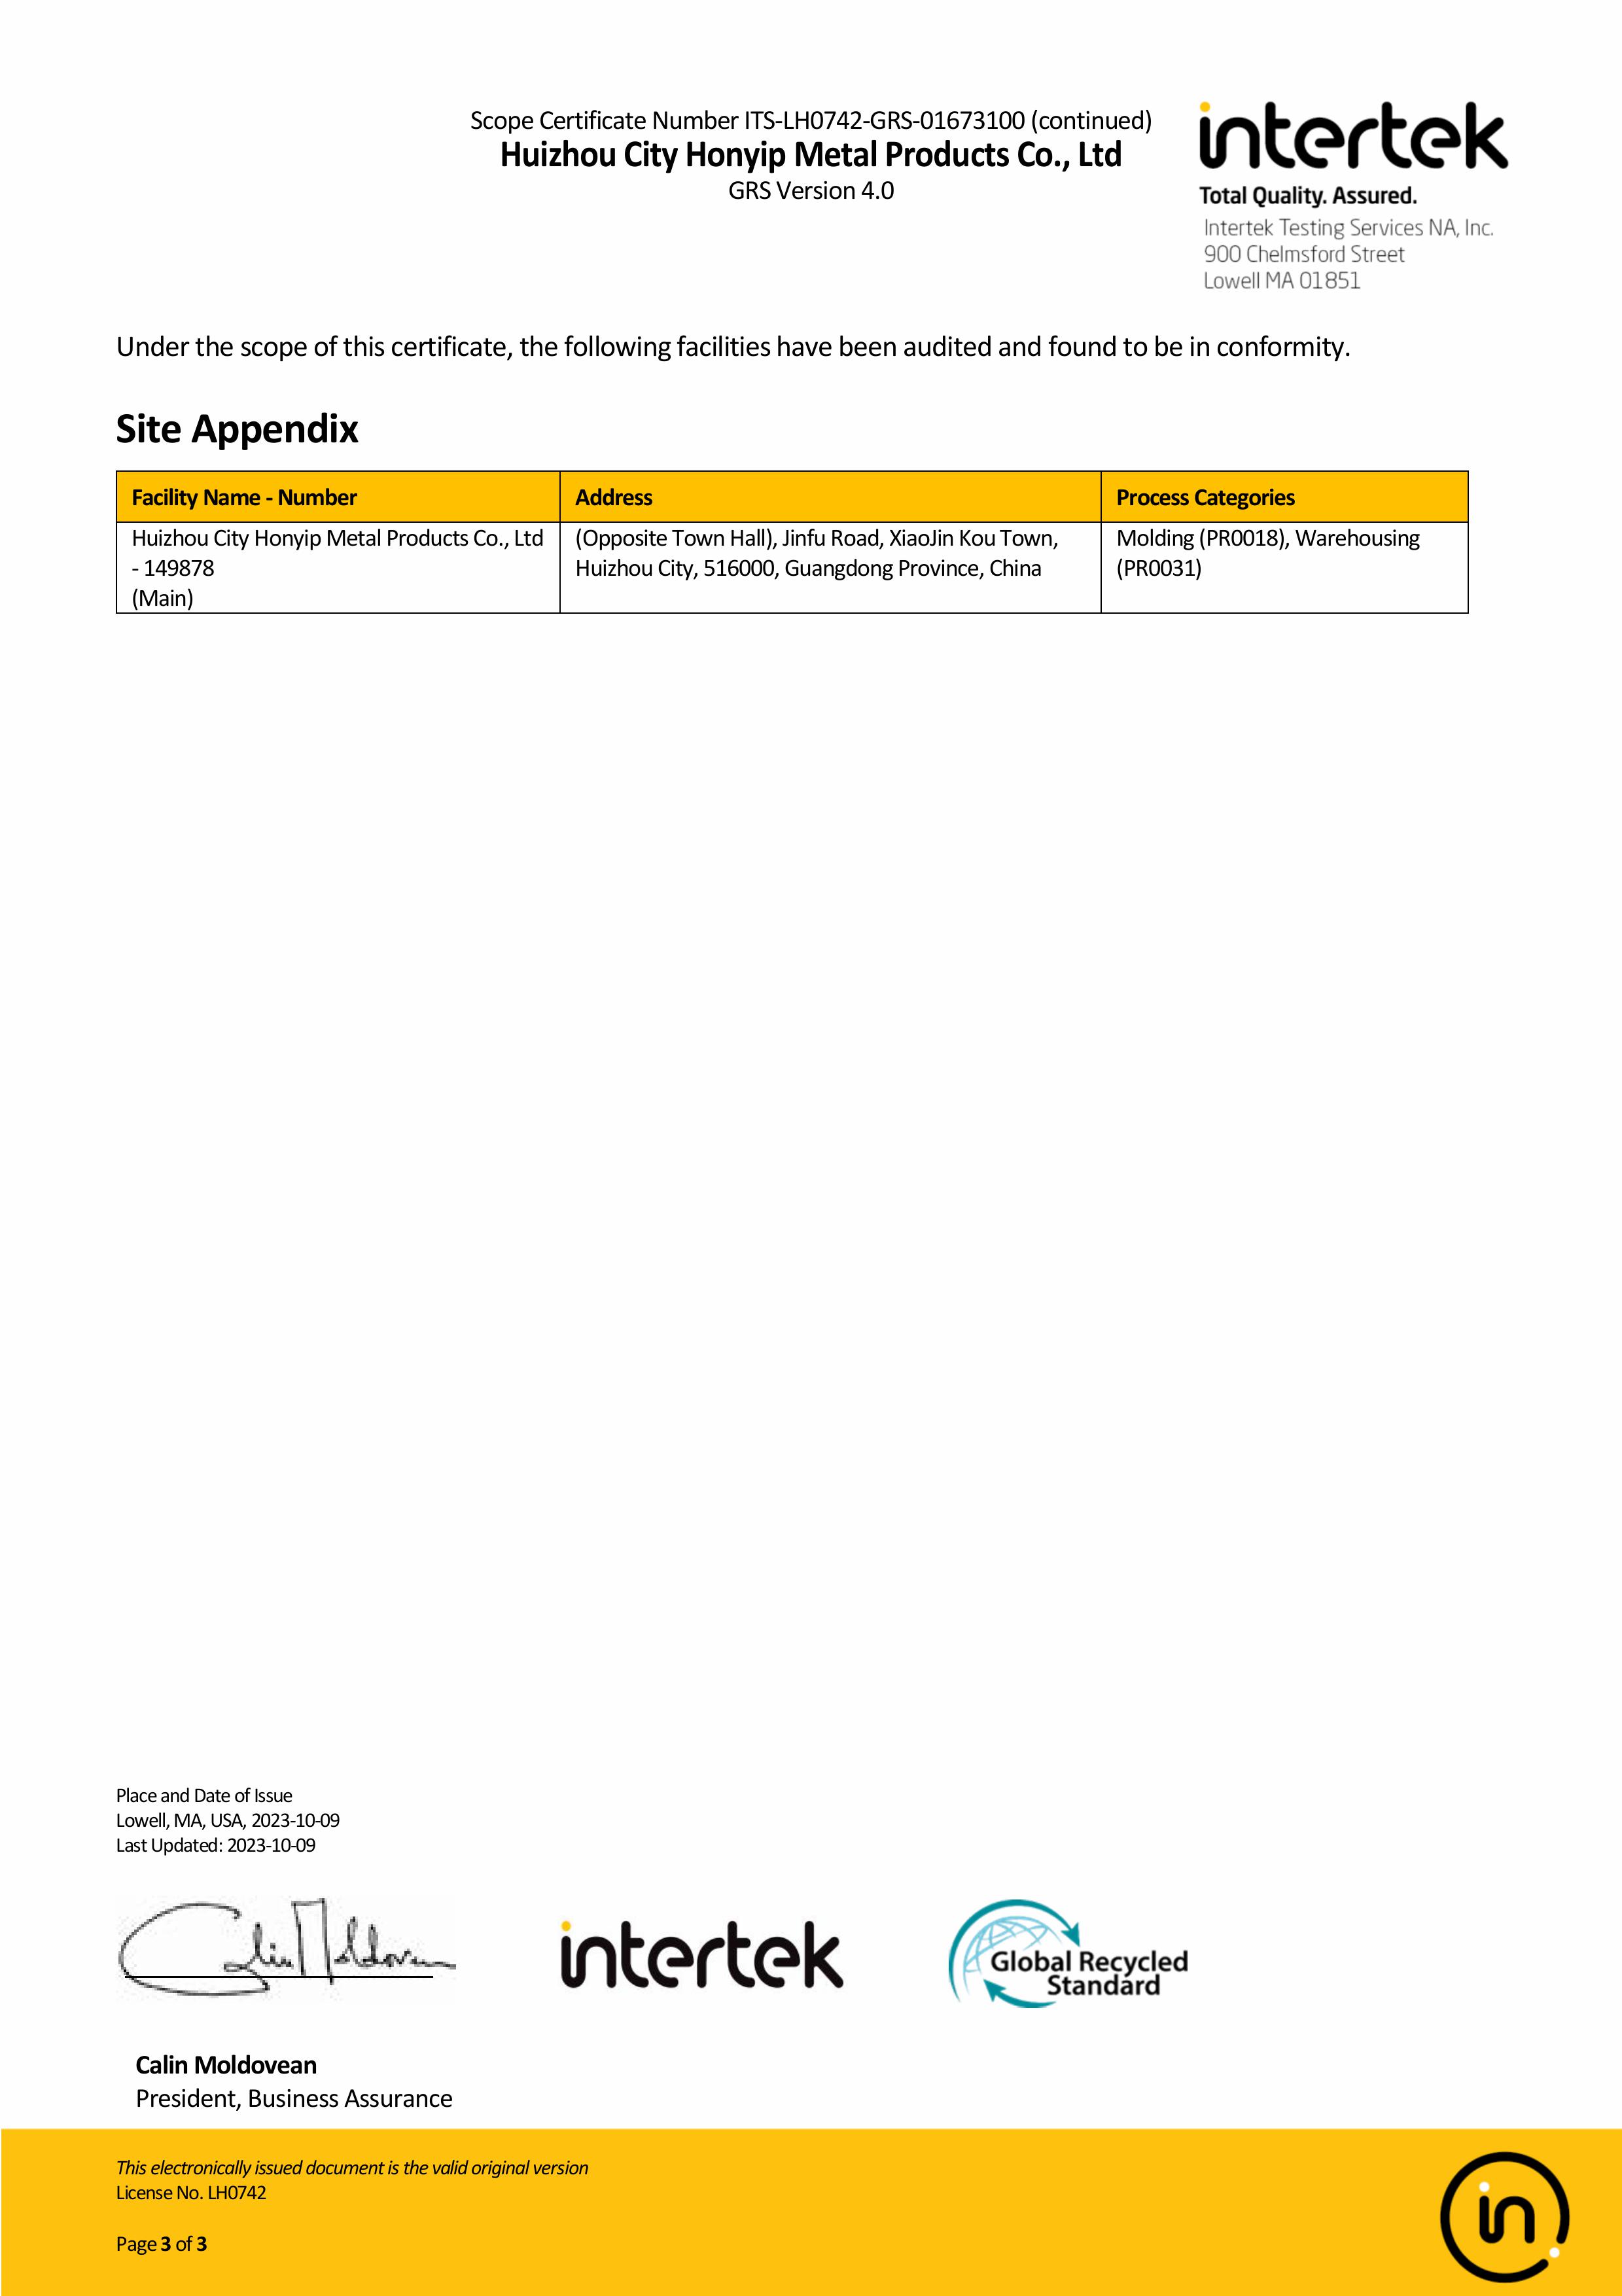 Scope Certificate Number ITS-LH0742-GRS-01673100 (continued)
Huizhou City Honyip Metal Products Co., Ltd
GRS Version 4.0
intertek
Total Quality. Assured.
Intertek Testing Services NA, Inc.
900 Chelmsford Street
Lowell MA 01851
Under the scope of this certificate, the following facilities have been audited and found to be in conformity.
Site Appendix
Facility Name - Number
Address
Process Categories
Huizhou City Honyip Metal Products Co., Ltd
- 149878
(Main)
(Opposite Town Hall), Jinfu Road, XiaoJin Kou Town,
Huizhou City, 516000, Guangdong Province, China
Molding (PR0018), Warehousing
(PR0031)
Place and Date of Issue
Lowell, MA, USA, 2023-10-09
Last Updated: 2023-10-09
Calin Moldovean
intertek
Global Recycled
Standard
Calin Moldovean
President, Business Assurance
This electronically issued document is the valid original version
License No. LH0742
Page 3 of 3
in